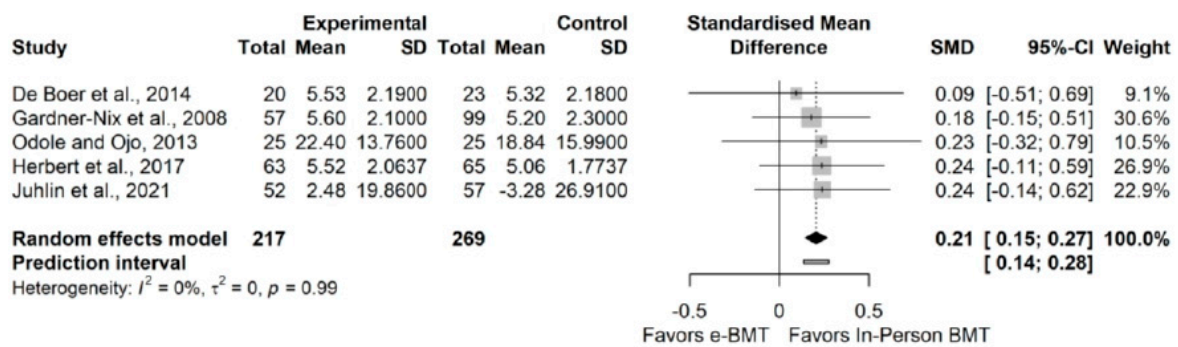 Experimental Control Standardised Mean
Study Total Mean SD Total Mean SD Difference SMD 95%-CI Weight
De Boer et al., 2014 20 5.53 2.1900 23 5.32 2.1800 0.09 [-0.51; 0.69] 9.1%
Gardner-Nix et al., 2008 57 5.60 2.1000 99 5.20 2.3000 0.18 [-0.15; 0.51] 30.6%
Odole and Ojo, 2013 25 22.40 13.7600 25 18.84 15.9900 0.23 [-0.32; 0.79] 10.5%
Herbert et al., 2017 63 5.52 2.0637 65 5.06 1.7737 0.24 [-0.11; 0.59] 26.9%
Juhlin et al., 2021 52 2.48 19.8600 57 -3.28 26.9100 0.24 [-0.14; 0.62] 22.9%
Random effects model 217 269 0.21 [ 0.15; 0.27] 100.0%
Prediction interval [ 0.14; 0.28]
Heterogeneity: I² = 0%, τ² = 0, p = 0.99
-0.5 0 0.5
Favors e-BMT Favors In-Person BMT